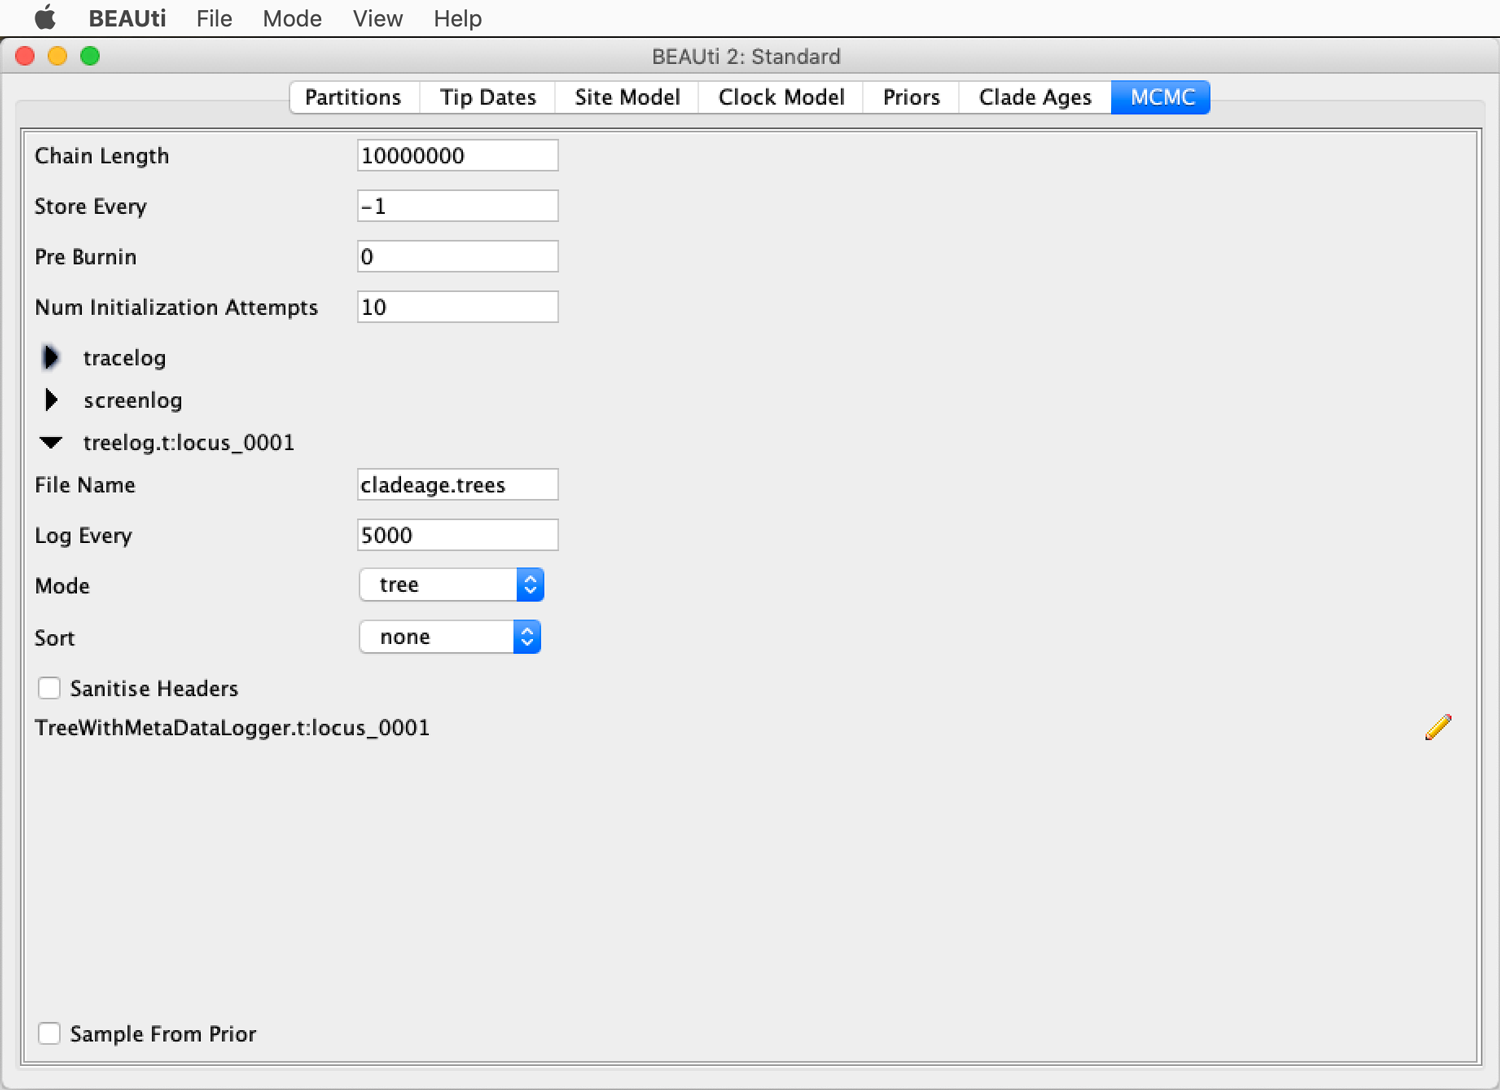 BEAUti File Mode View Help
BEAUti 2: Standard
Partitions Tip Dates Site Model Clock Model Priors Clade Ages MCMC
Chain Length 10000000
Store Every -1
Pre Burnin 0
Num Initialization Attempts 10
tracelog
screenlog
treelog.t:locus_0001
File Name cladeage.trees
Log Every 5000
Mode tree
Sort none
Sanitise Headers
TreeWithMetaDataLogger.t:locus_0001
Sample From Prior